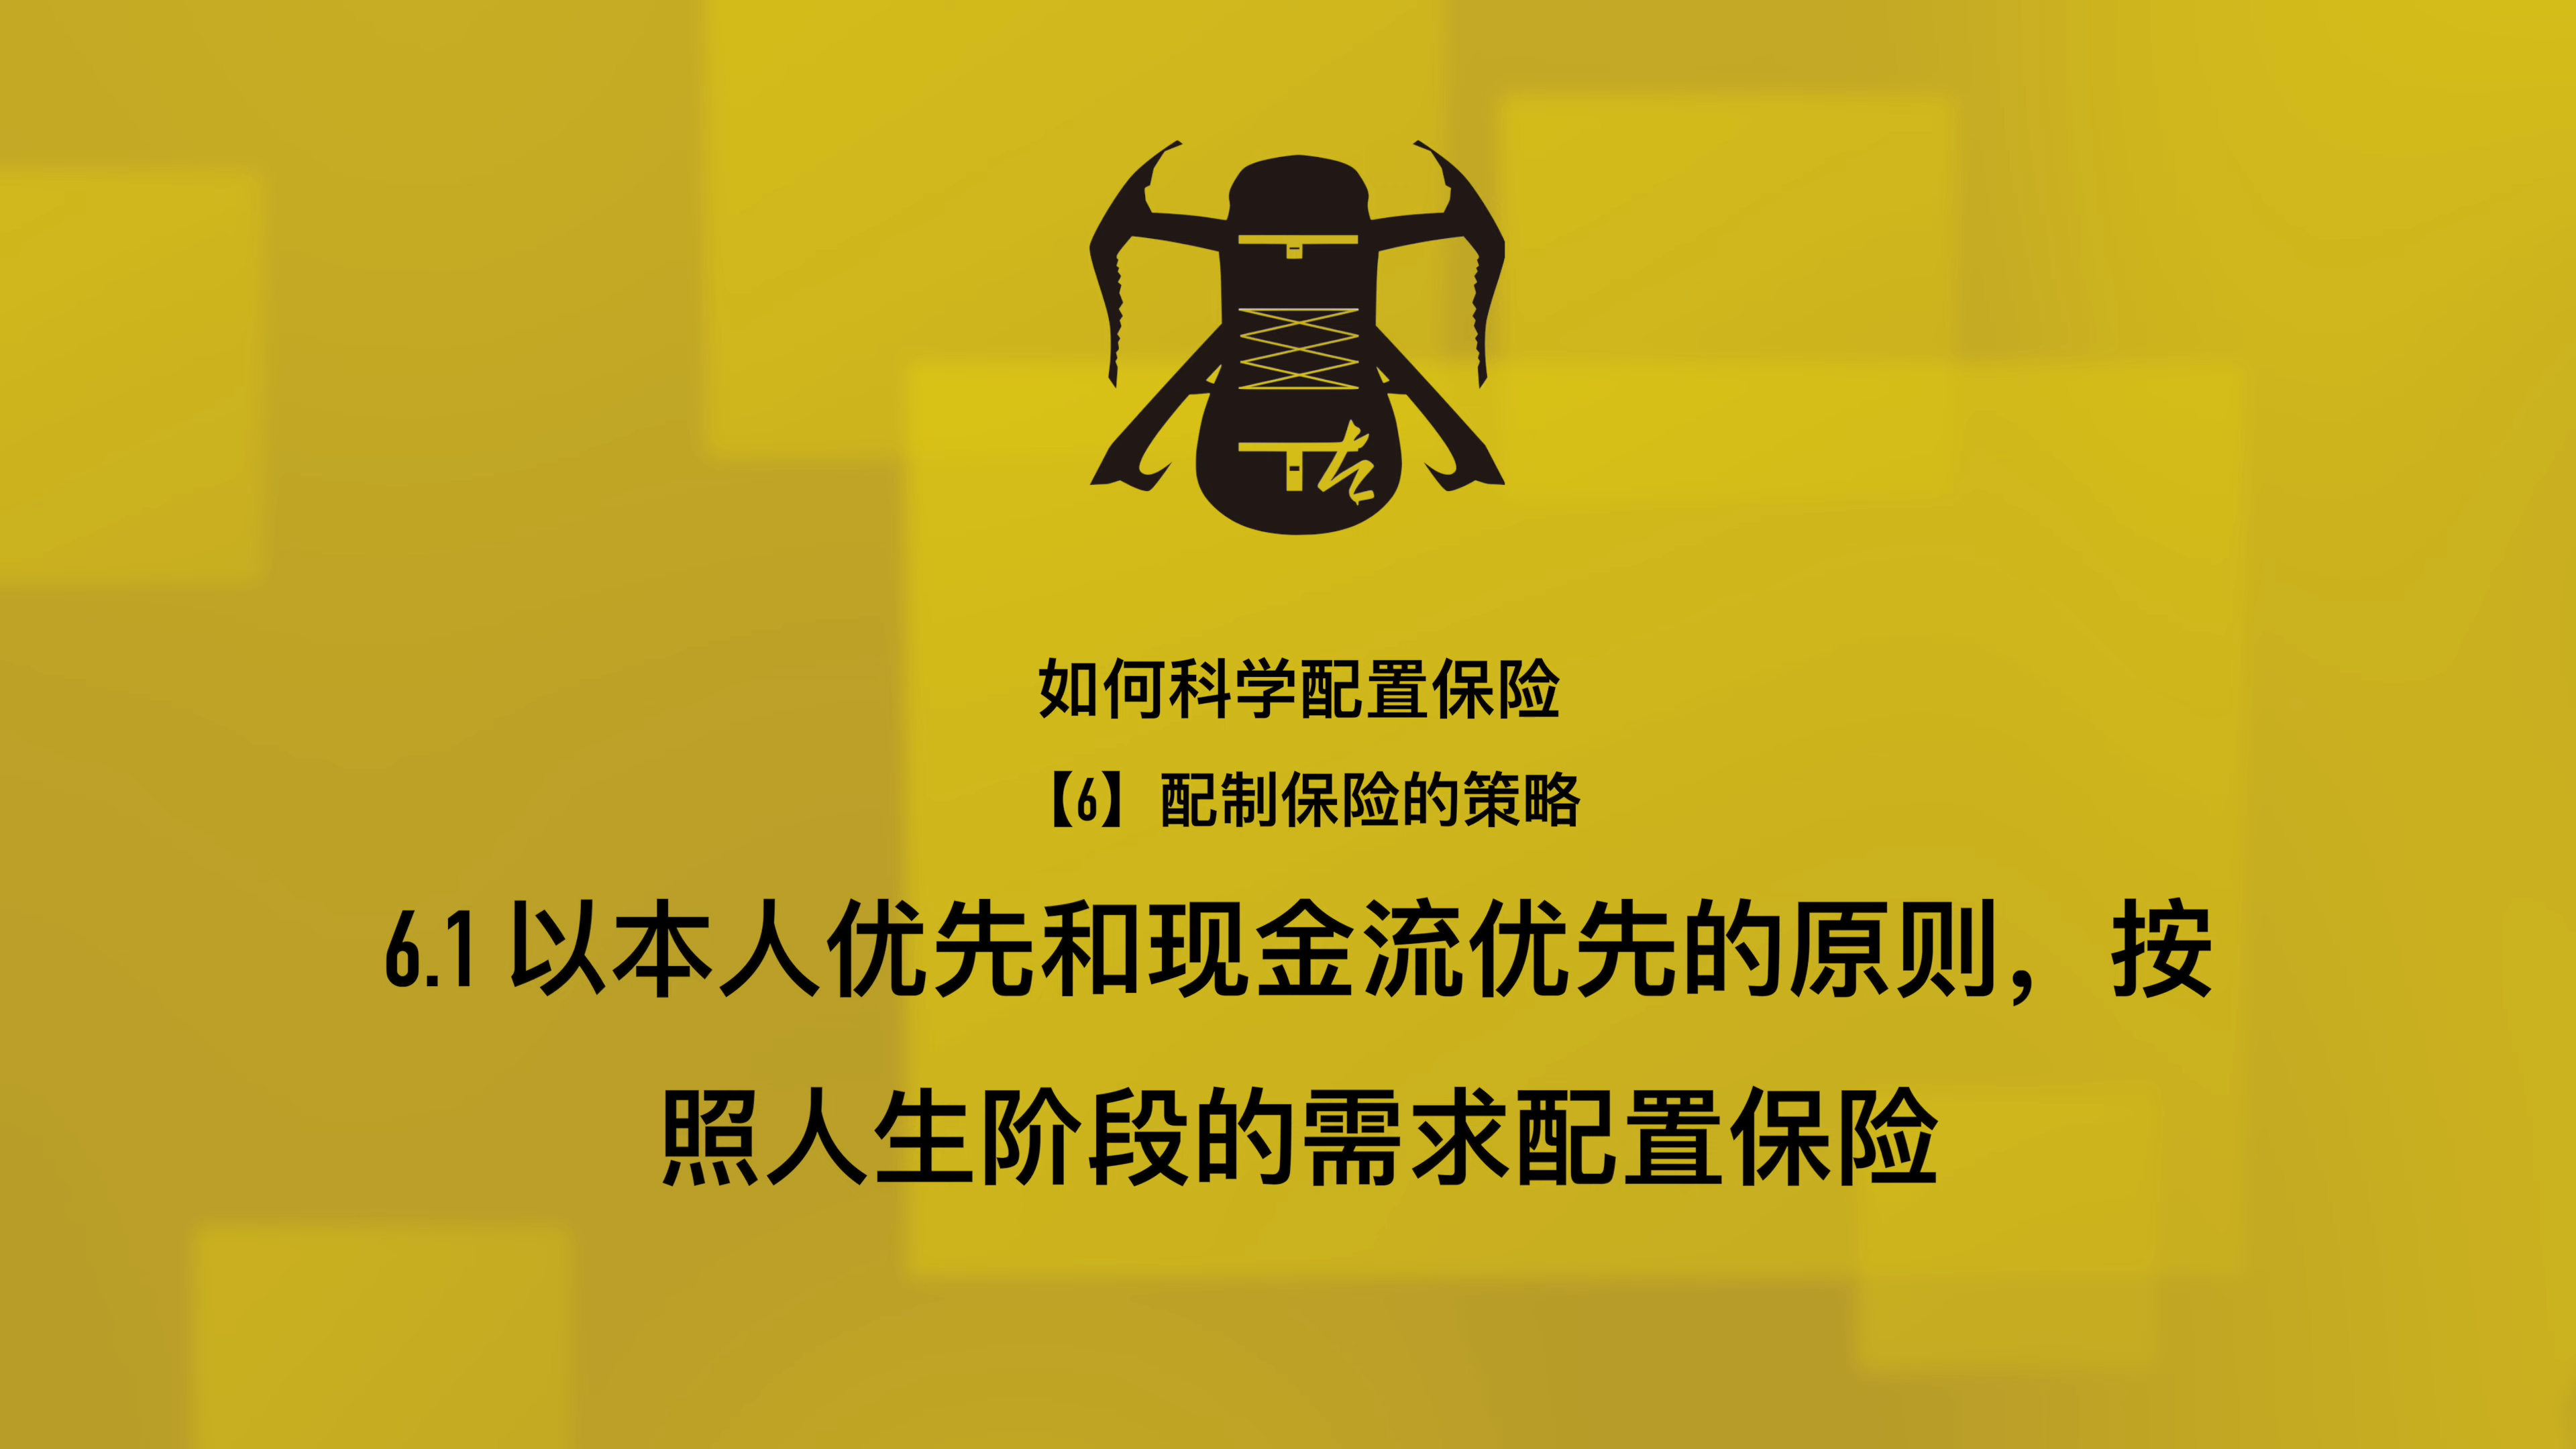 如何科学配置保险
【6】配制保险的策略
6.1 以本人优先和现金流优先的原则，按
照人生阶段的需求配置保险